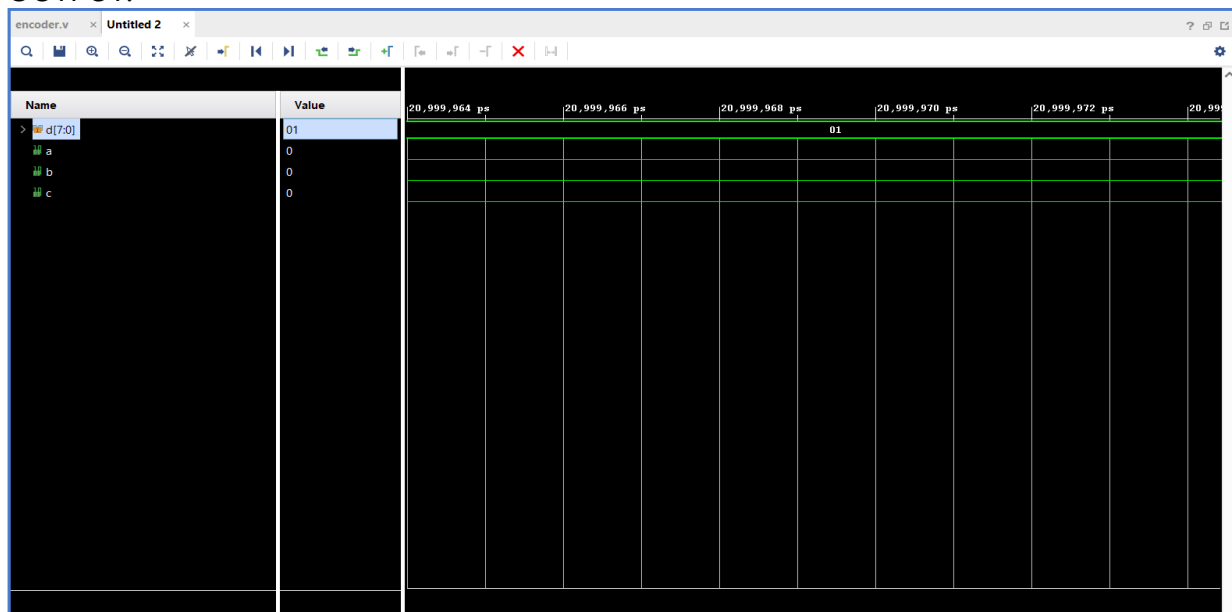 encoder.v × Untitled 2 ×
Name Value
20,999,964 ps 20,999,966 ps 20,999,968 ps 20,999,970 ps 20,999,972 ps
d[7:0] 01 01
a 0
b 0
c 0